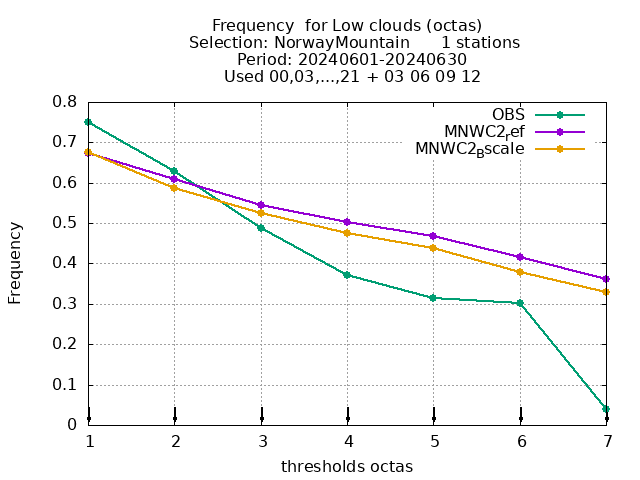 Frequency  for Low clouds (octas)
Selection: NorwayMountain      1 stations
Period: 20240601-20240630
Used 00,03,...,21 + 03 06 09 12
OBS
MNWC2ref
MNWC2Bscale
Frequency
0.8
0.7
0.6
0.5
0.4
0.3
0.2
0.1
0
1 2 3 4 5 6 7
thresholds octas